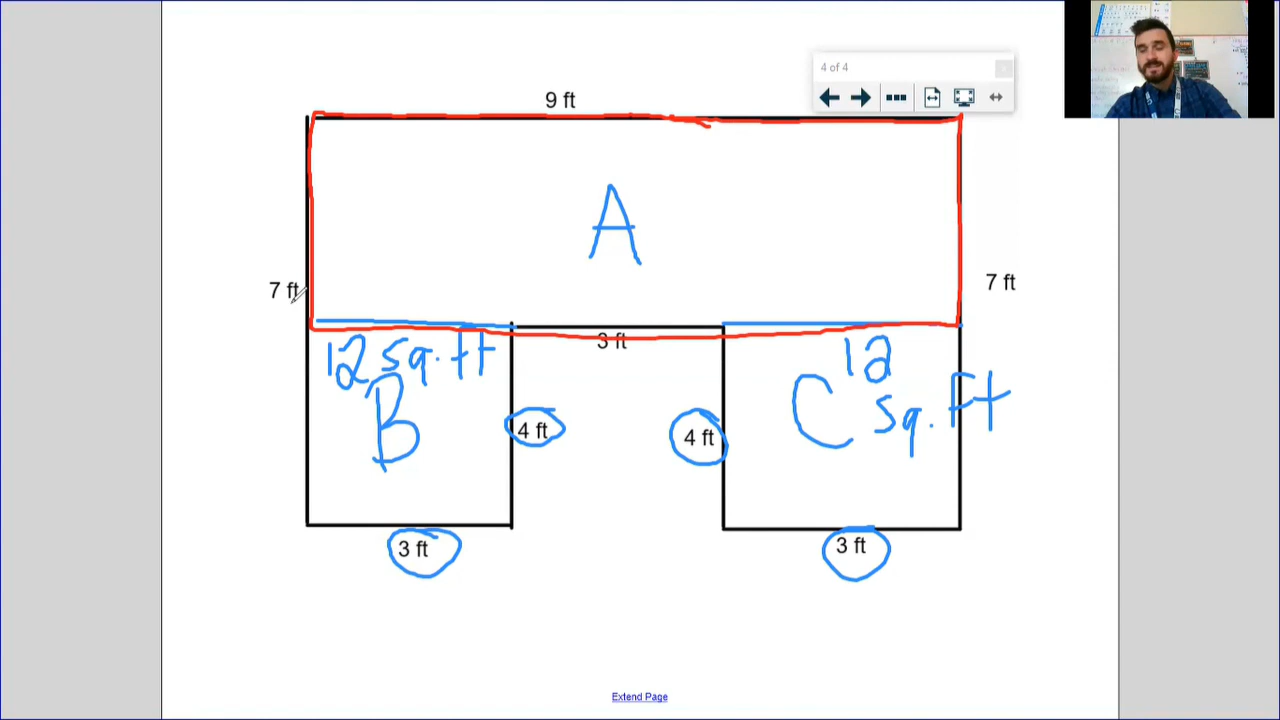 4 of 4
9 ft
A
7 ft
7 ft
3 ft
12 sq. ft
12
sq. ft
B
C
4 ft
4 ft
3 ft
3 ft
Extend Page